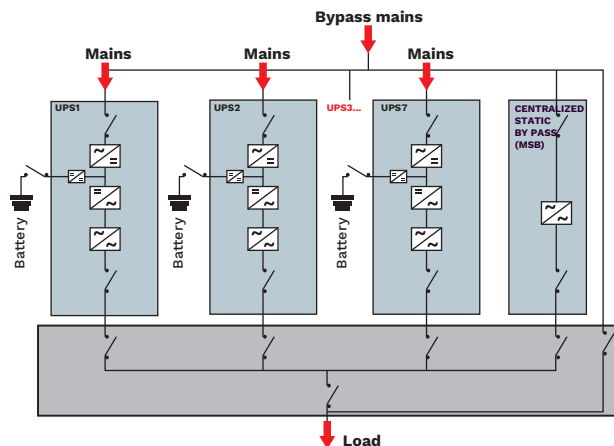 Bypass mains
Mains
Mains
Mains
UPS1
UPS2
UPS3...
UPS7
CENTRALIZED
STATIC
BY PASS
(MSB)
Battery
Battery
Battery
Load